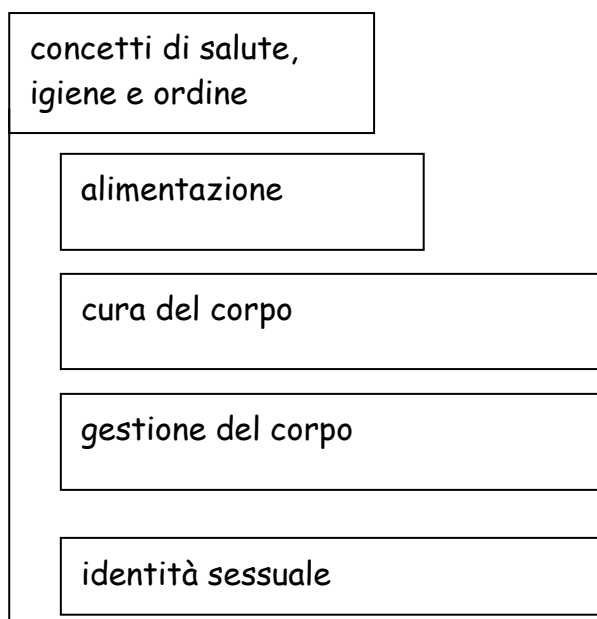 concetti di salute,
igiene e ordine
alimentazione
cura del corpo
gestione del corpo
identità sessuale